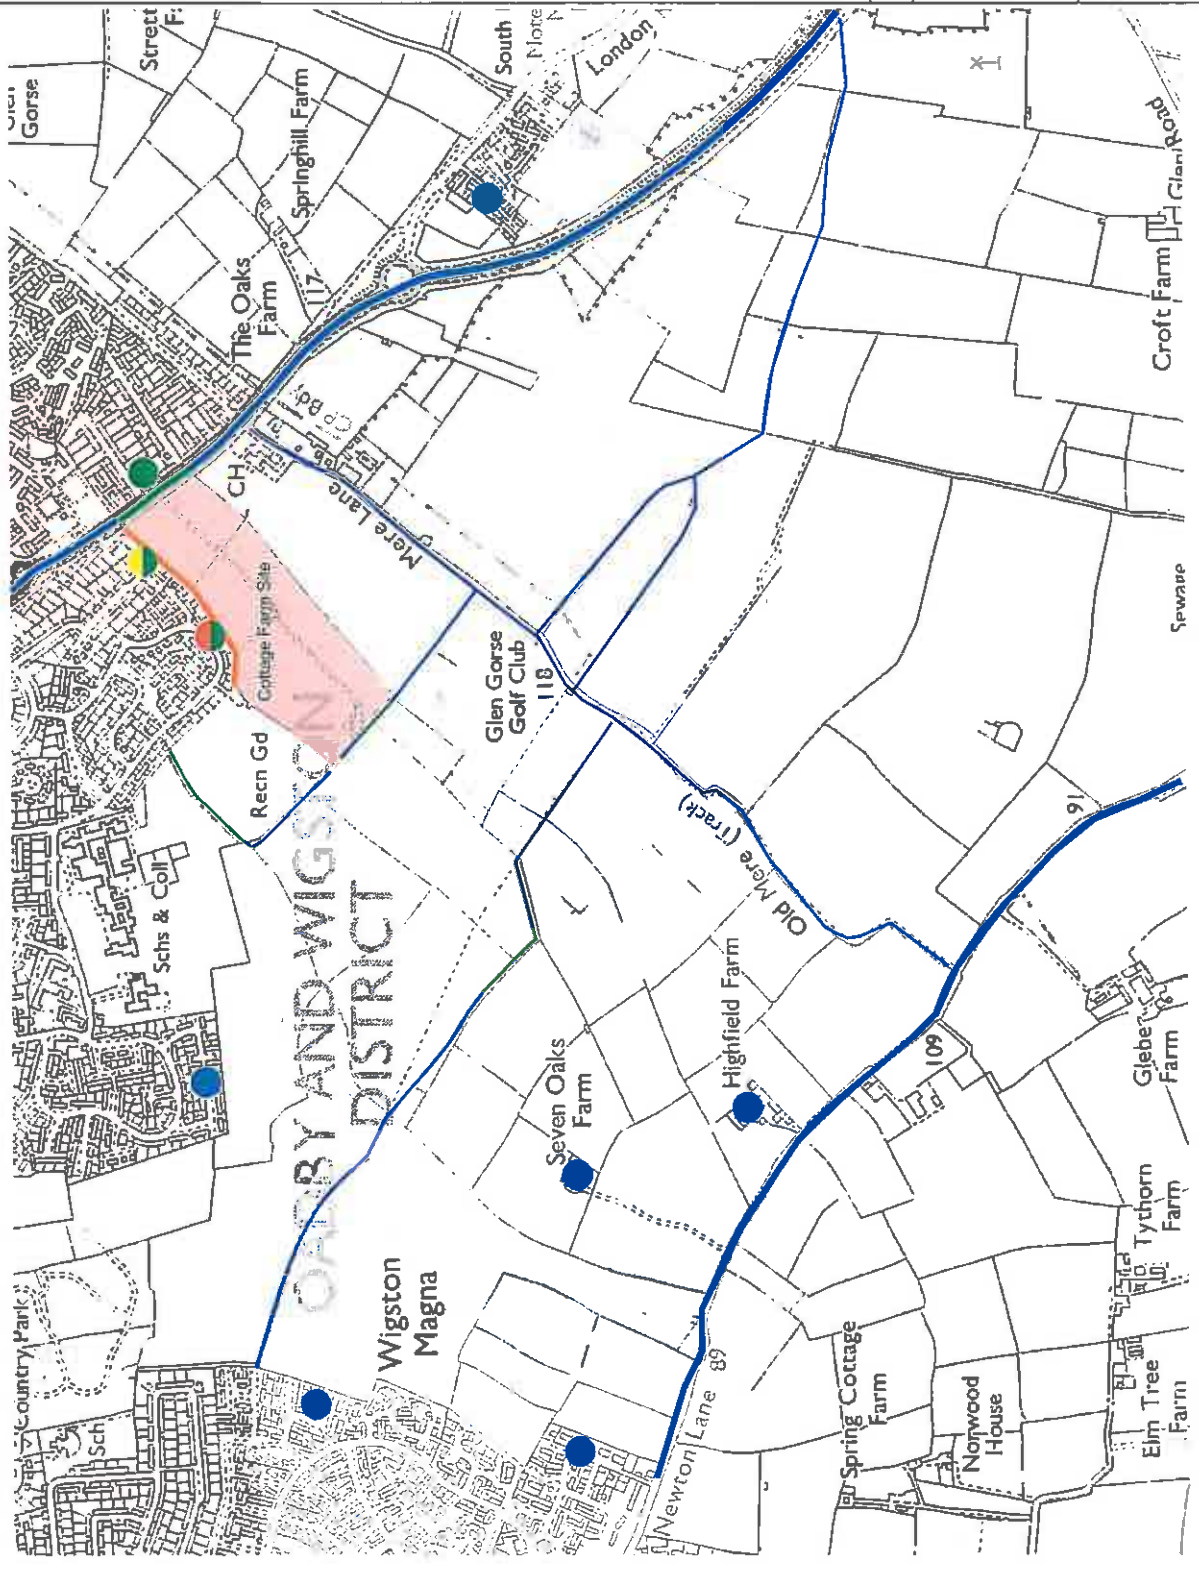 Gorse
Strett
Springhill Farm
South
London
The Oaks
Farm
117
CH
Mere Lane
Cottage Farm Site
Recn Gd
Schs & Coll
Glen Gorse
Golf Club
118
OADBY AND WIGSTON
DISTRICT
Old Mere (Track)
Glen Road
Croft Farm
Sewage
91
Highfield Farm
Seven Oaks
Farm
109
Glebe
Farm
Tythorn
Farm
Country Park
Sch
Wigston
Magna
Newton Lane
89
Spring Cottage
Farm
Norwood
House
Elm Tree
Farm